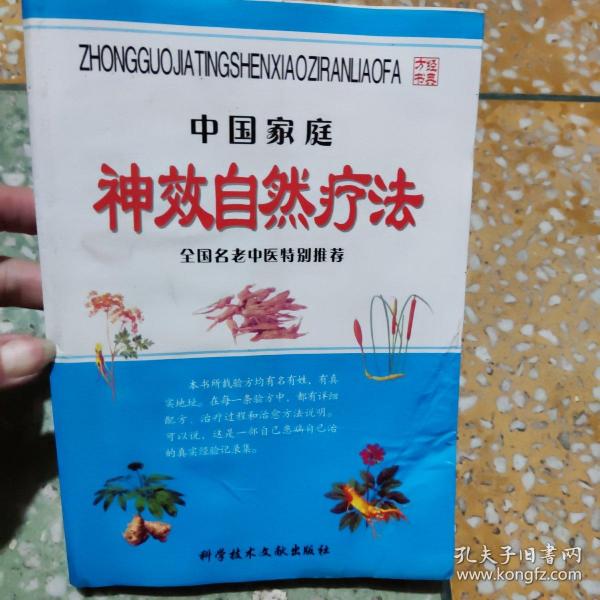 ZHONGGUOJIATINGSHENXIAOZIRANLIAOFA
经典
方书
中国家庭
神效自然疗法
全国名老中医特别推荐
本书所载验方均有名有姓，有真
实地址。在每一条验方中，都有详细
配方、治疗过程和治愈方法说明。
可以说，这是一部自己患病自己治
的真实经验记录集。
科学技术文献出版社
孔夫子旧书网
www.kongfz.com